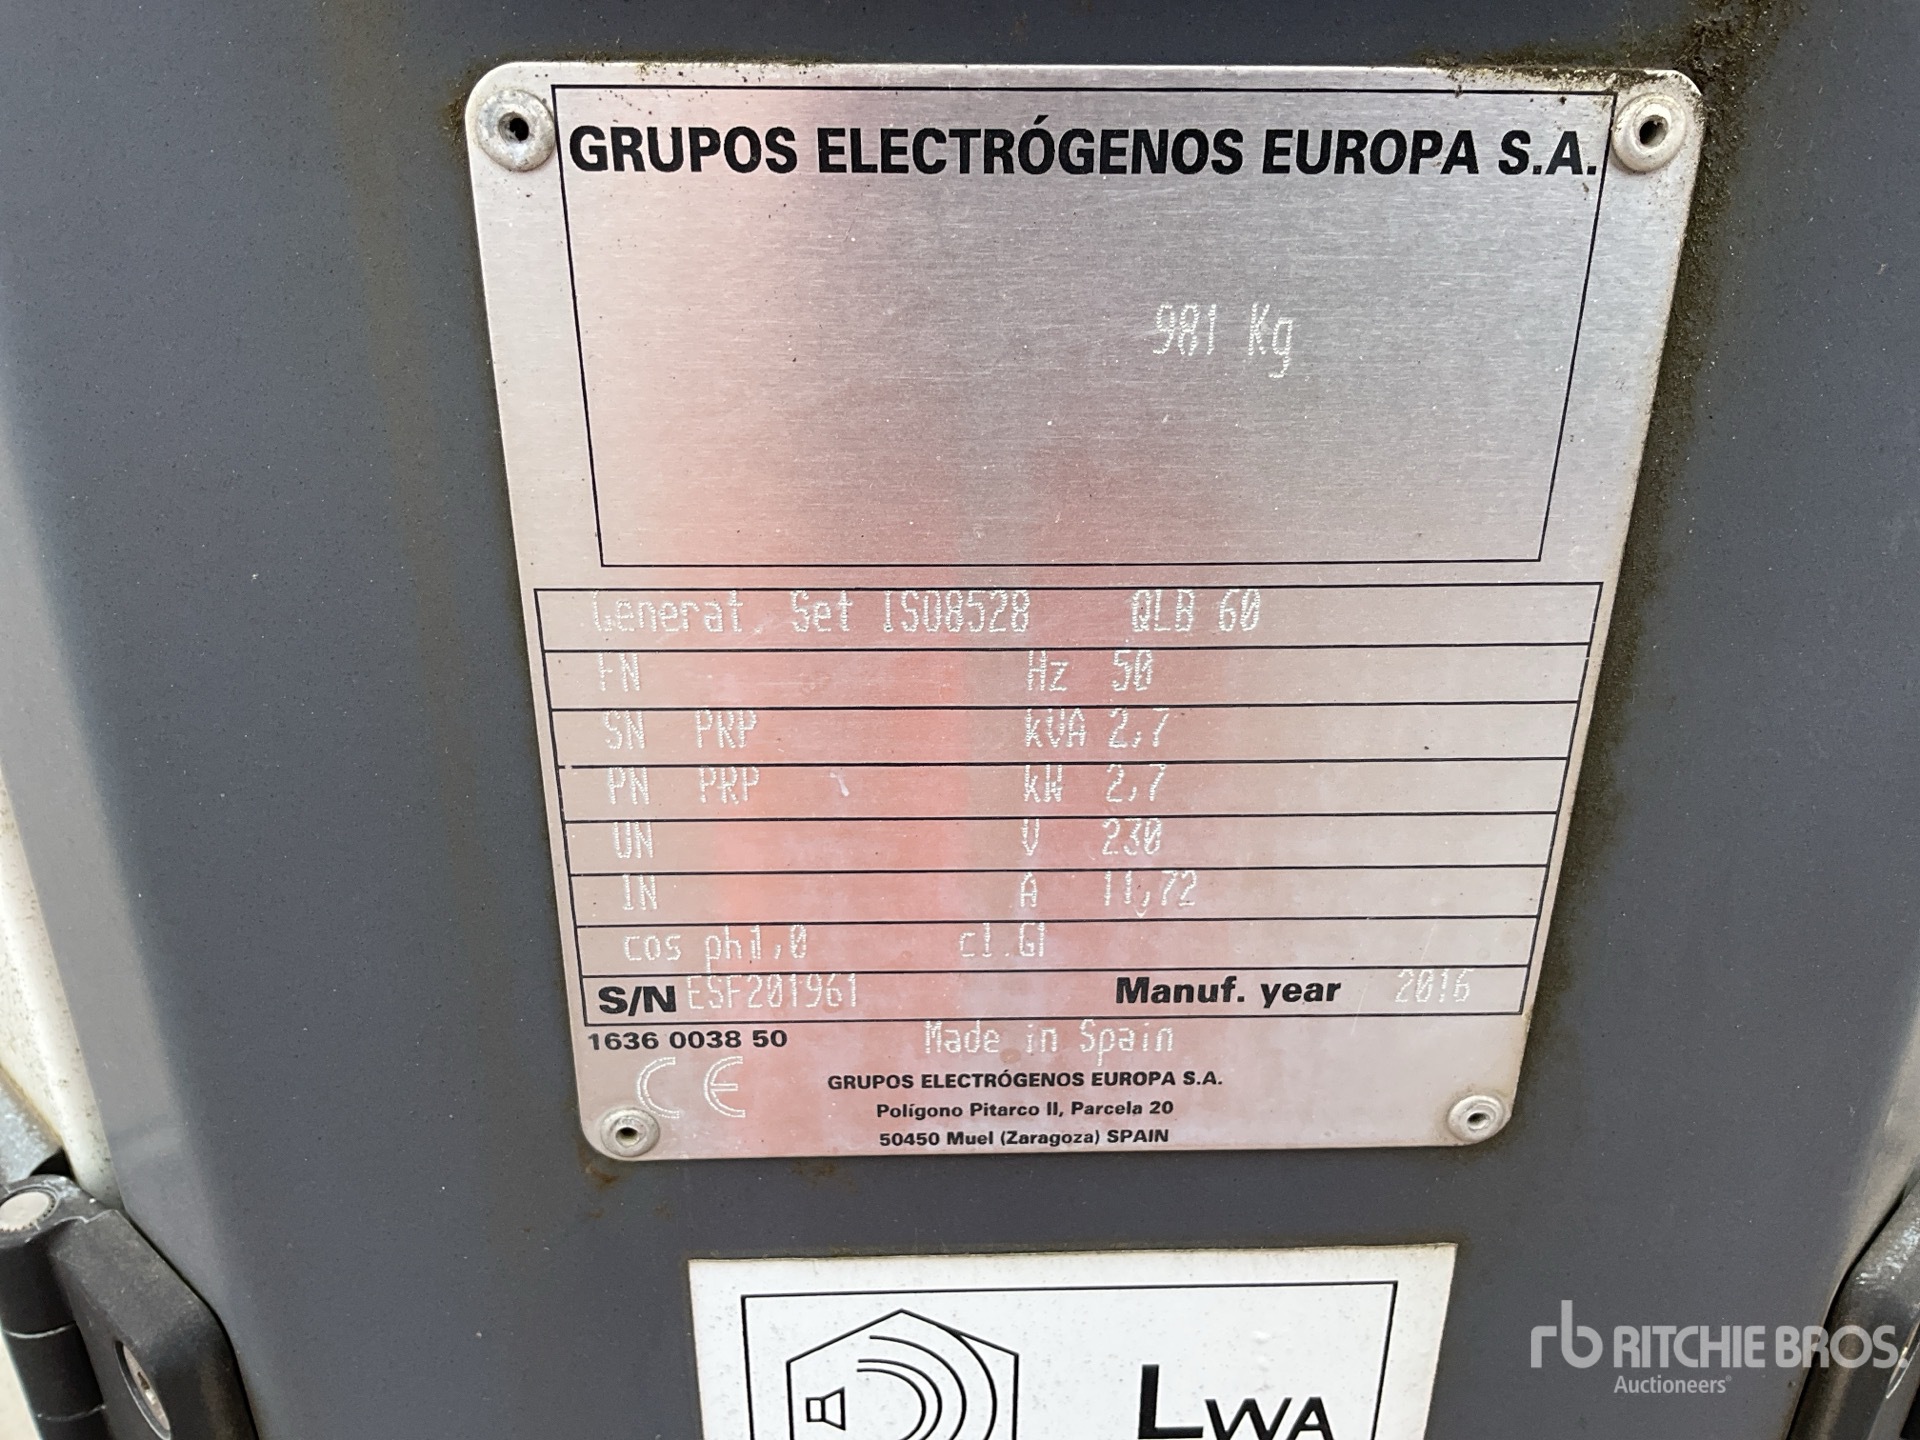 GRUPOS ELECTRÓGENOS EUROPA S.A.
981 Kg
Generat. Set ISO8528 QLB 60
FN Hz 50
SN PRP kVA 2,7
PN PRP kW 2,7
UN V 230
IN A 11,72
cos phi1,0 cl.G1
S/N ESF201961 Manuf. year 2016
1636 0038 50 Made in Spain
CE
GRUPOS ELECTRÓGENOS EUROPA S.A.
Polígono Pitarco II, Parcela 20
50450 Muel (Zaragoza) SPAIN
LWA
rb RITCHIE BROS.
Auctioneers